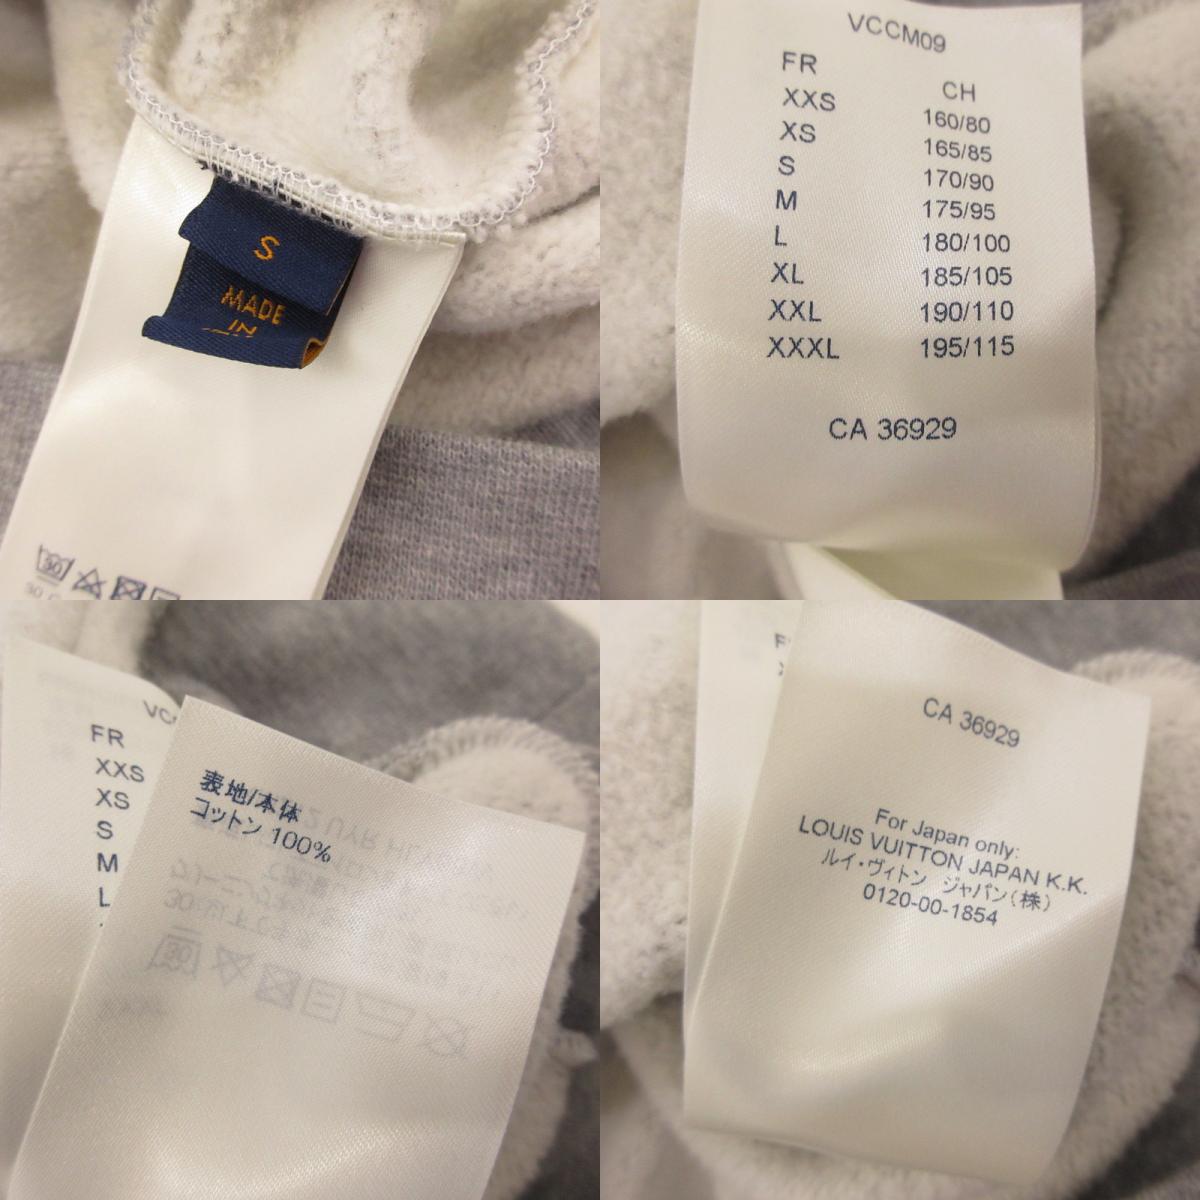 S
MADE
IN
30
VCCM09
FR
CH
XXS
160/80
XS
165/85
S
170/90
M
175/95
L
180/100
XL
185/105
XXL
190/110
XXXL
195/115
CA 36929
FR
XXS
XS
S
M
L
表地/本体
コットン 100%
CA 36929
For Japan only:
LOUIS VUITTON JAPAN K.K.
ルイ・ヴィトン ジャパン(株)
0120-00-1854